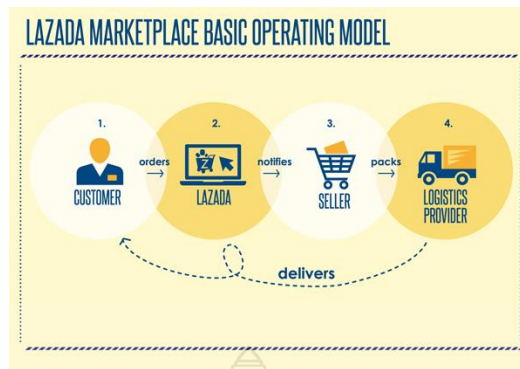 LAZADA MARKETPLACE BASIC OPERATING MODEL
1.
2.
3.
4.
orders
notifies
packs
CUSTOMER
LAZADA
SELLER
LOGISTICS
PROVIDER
delivers